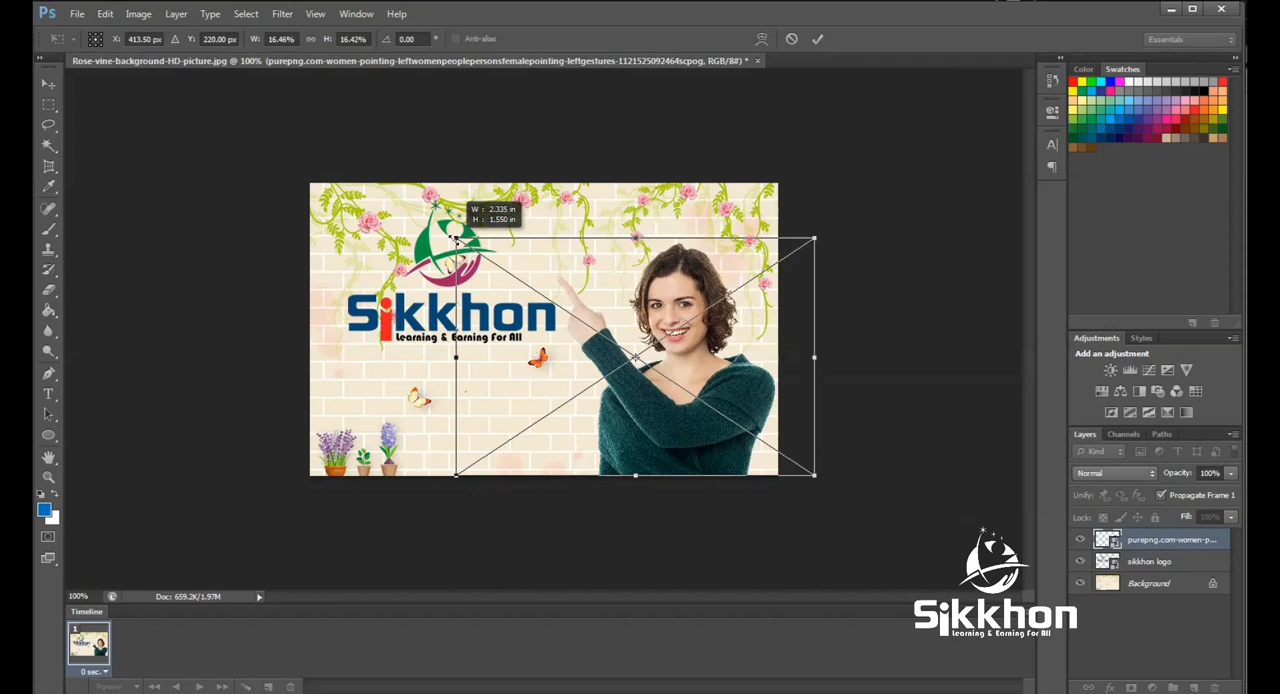 Ps File Edit Image Layer Type Select Filter View Window Help
X: 413.50 px Y: 220.00 px W: 16.46% H: 16.42% 0.00 ° Anti-alias Essentials
Rose-vine-background-HD-picture.jpg @ 100% (purepng.com-women-pointing-leftwomenpeoplepersonsfemalepointing-leftgestures-1121525092464scpog, RGB/8#) * ×
Color Swatches
W : 2.335 in
H : 1.550 in
Sikkhon
Learning & Earning For All
Adjustments Styles
Add an adjustment
Layers Channels Paths
Kind
Normal Opacity: 100%
Unify: Propagate Frame 1
Lock: Fill: 100%
purepng.com-women-p...
sikkhon logo
Background
100% Doc: 659.2K/1.97M
Timeline
1
0 sec.
Forever
Sikkhon
Learning & Earning For All